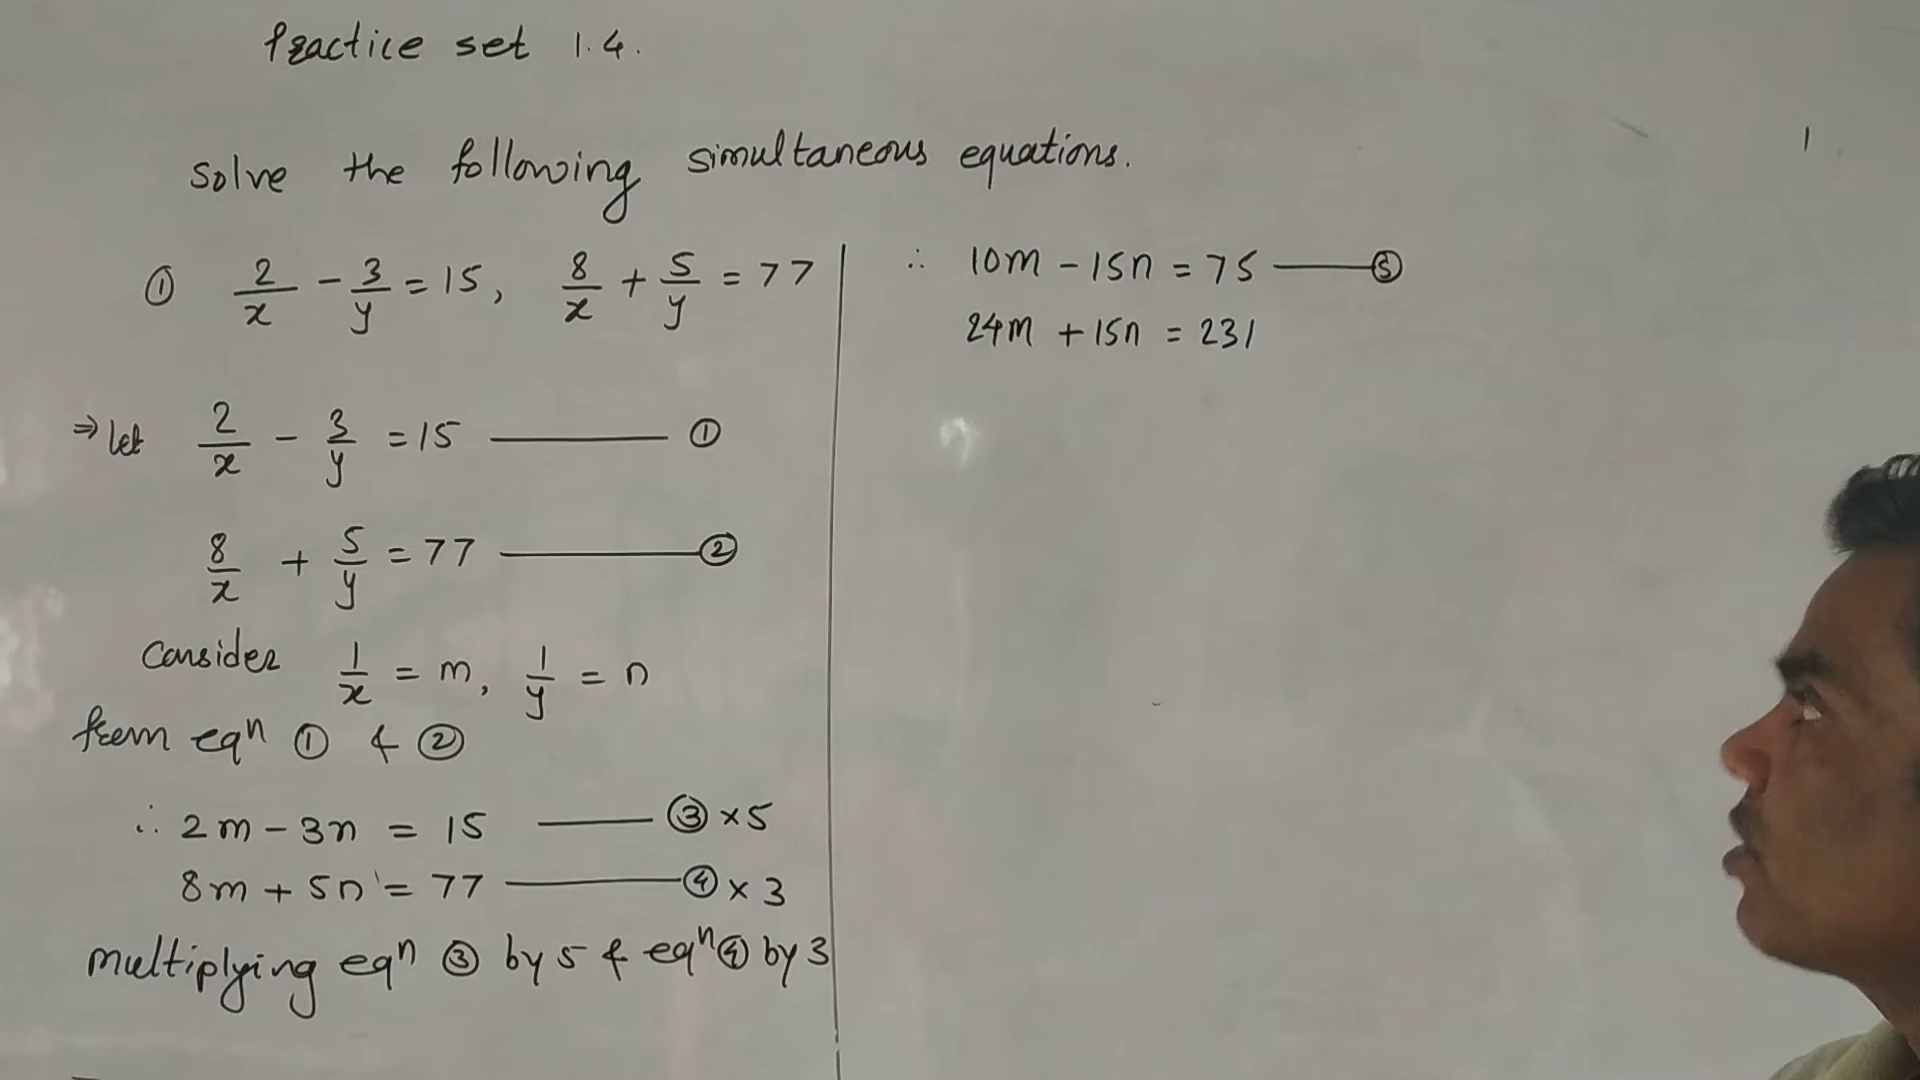 Practice set 1.4.
solve the following simultaneous equations.
① 2/x - 3/y = 15, 8/x + 5/y = 77
⇒ let 2/x - 3/y = 15 —— ①
8/x + 5/y = 77 —— ②
Consider 1/x = m, 1/y = n
from eqⁿ ① & ②
∴ 2m - 3n = 15 —— ③ × 5
8m + 5n = 77 —— ④ × 3
multiplying eqⁿ ③ by 5 & eqⁿ ④ by 3
∴ 10m - 15n = 75 —— ⑤
24m + 15n = 231